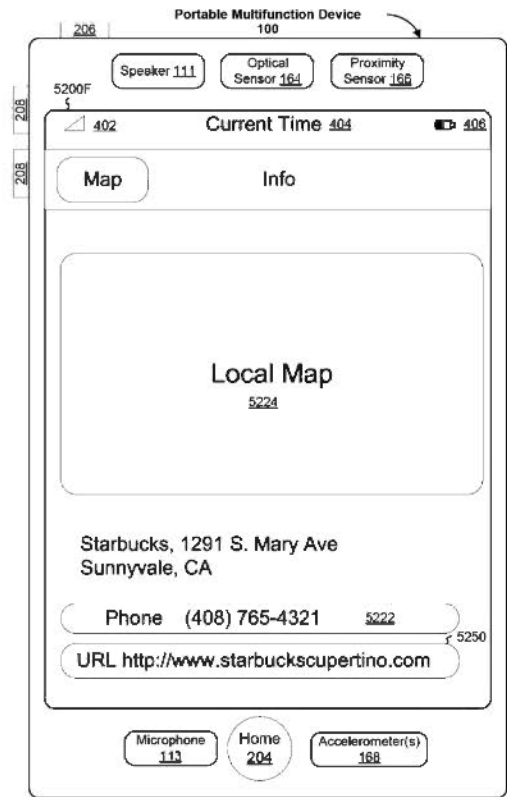 Portable Multifunction Device
100
206
Speaker 111
Optical
Sensor 164
Proximity
Sensor 166
5200F
208
402
Current Time 404
406
208
Map
Info
Local Map
5224
Starbucks, 1291 S. Mary Ave
Sunnyvale, CA
Phone (408) 765-4321 5222
5250
URL http://www.starbuckscupertino.com
Microphone
113
Home
204
Accelerometer(s)
168